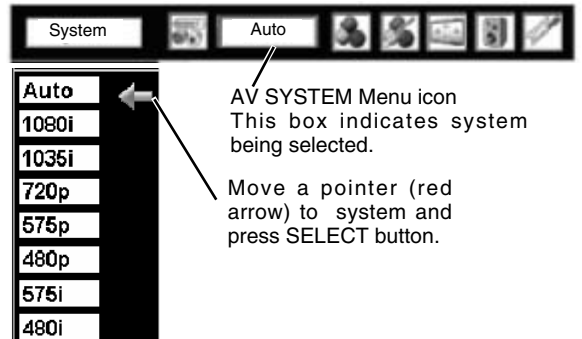 System Auto
Auto
1080i
1035i
720p
575p
480p
575i
480i
AV SYSTEM Menu icon
This box indicates system
being selected.
Move a pointer (red
arrow) to system and
press SELECT button.